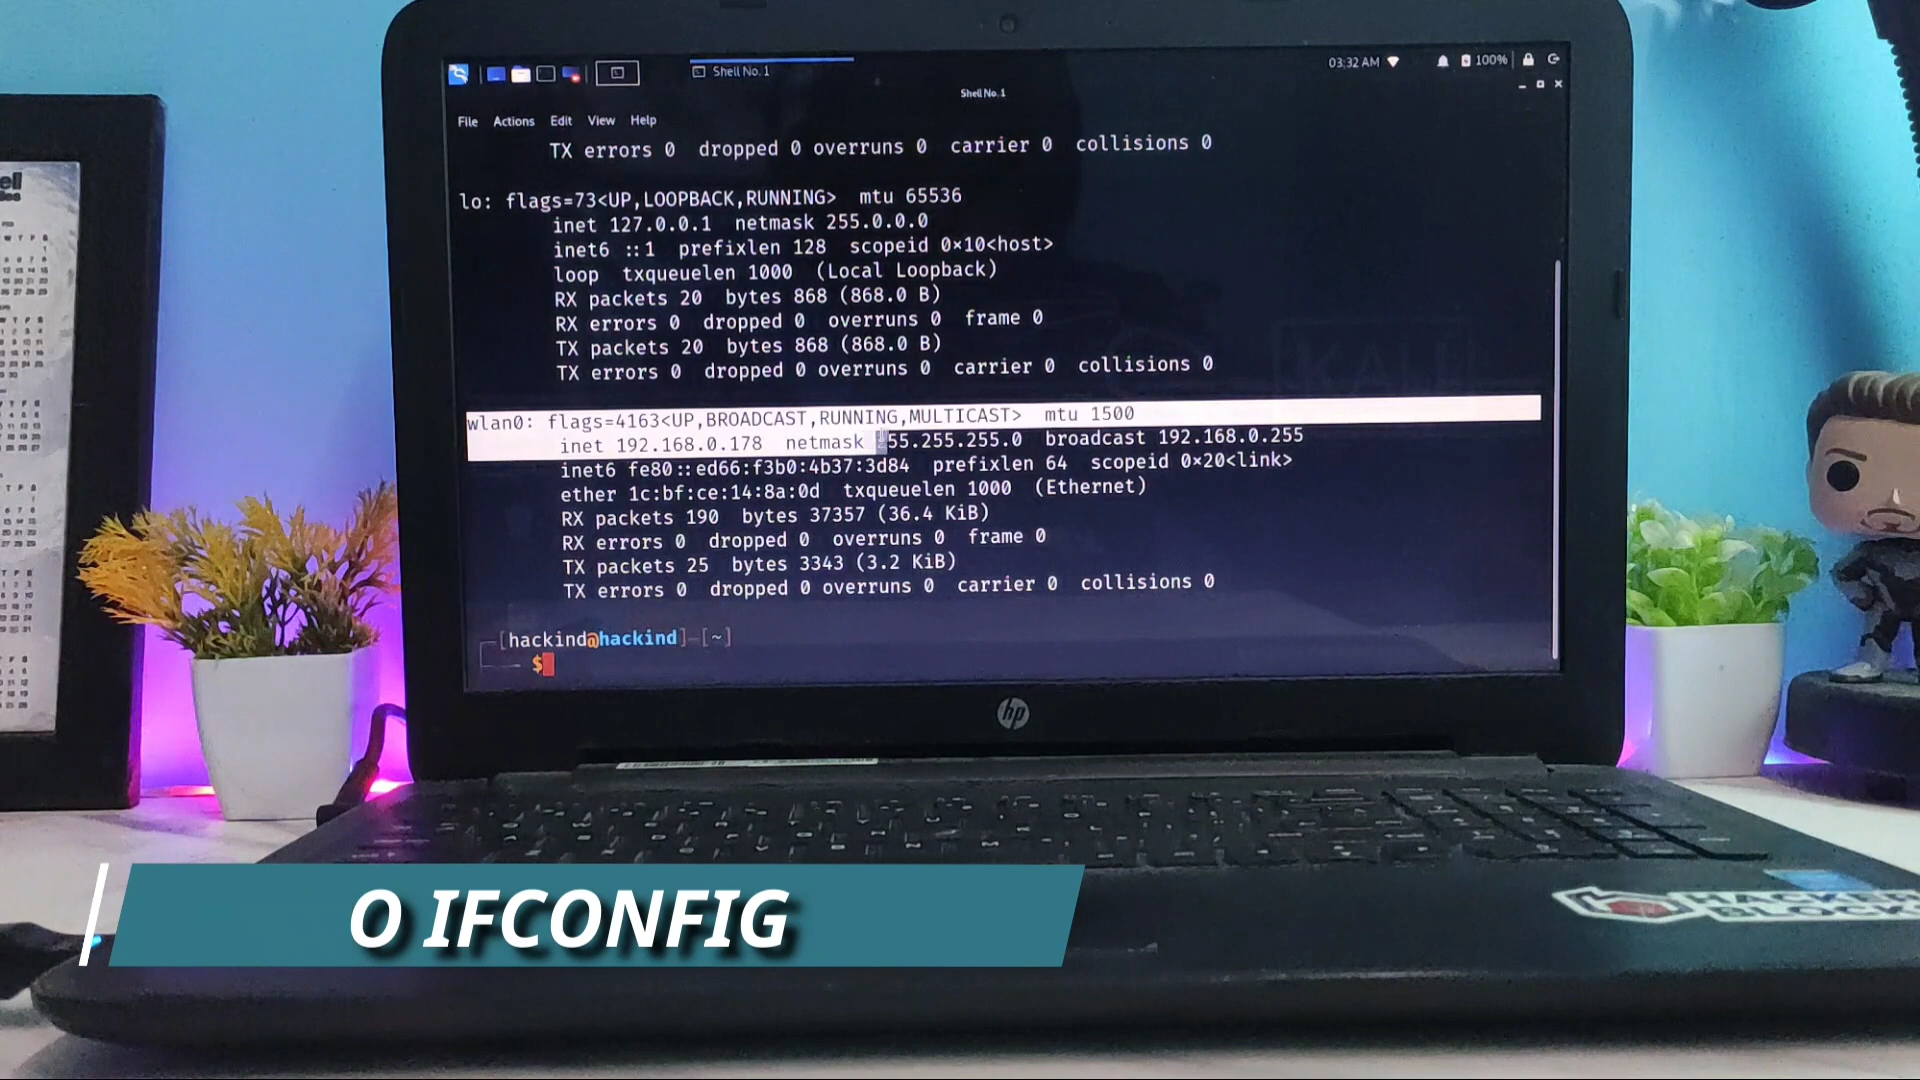 Shell No. 1
03:32 AM
100%
Shell No. 1
File Actions Edit View Help
TX errors 0 dropped 0 overruns 0 carrier 0 collisions 0
lo: flags=73<UP,LOOPBACK,RUNNING> mtu 65536
inet 127.0.0.1 netmask 255.0.0.0
inet6 ::1 prefixlen 128 scopeid 0×10<host>
loop txqueuelen 1000 (Local Loopback)
RX packets 20 bytes 868 (868.0 B)
RX errors 0 dropped 0 overruns 0 frame 0
TX packets 20 bytes 868 (868.0 B)
TX errors 0 dropped 0 overruns 0 carrier 0 collisions 0
KALI
wlan0: flags=4163<UP,BROADCAST,RUNNING,MULTICAST> mtu 1500
inet 192.168.0.178 netmask 255.255.255.0 broadcast 192.168.0.255
inet6 fe80::ed66:f3b0:4b37:3d84 prefixlen 64 scopeid 0×20<link>
ether 1c:bf:ce:14:8a:0d txqueuelen 1000 (Ethernet)
RX packets 190 bytes 37357 (36.4 KiB)
RX errors 0 dropped 0 overruns 0 frame 0
TX packets 25 bytes 3343 (3.2 KiB)
TX errors 0 dropped 0 overruns 0 carrier 0 collisions 0
[hackind@hackind]-[~]
$
hp
O IFCONFIG